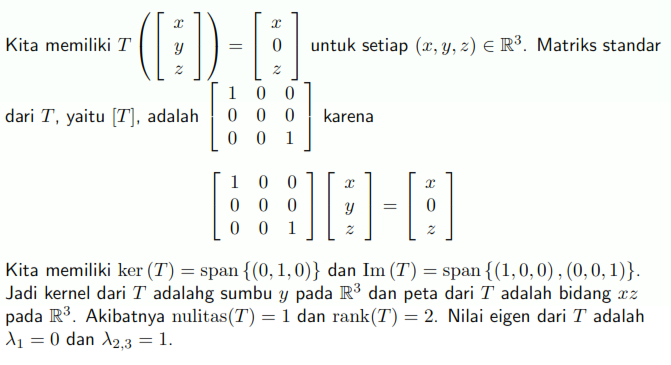 Kita memiliki T([x y z]) = [x 0 z] untuk setiap (x, y, z) ∈ ℝ³. Matriks standar
dari T, yaitu [T], adalah [1 0 0; 0 0 0; 0 0 1] karena
[1 0 0; 0 0 0; 0 0 1] [x; y; z] = [x; 0; z]
Kita memiliki ker (T) = span {(0, 1, 0)} dan Im (T) = span {(1, 0, 0) , (0, 0, 1)}.
Jadi kernel dari T adalahg sumbu y pada ℝ³ dan peta dari T adalah bidang xz
pada ℝ³. Akibatnya nulitas(T) = 1 dan rank(T) = 2. Nilai eigen dari T adalah
λ₁ = 0 dan λ₂,₃ = 1.